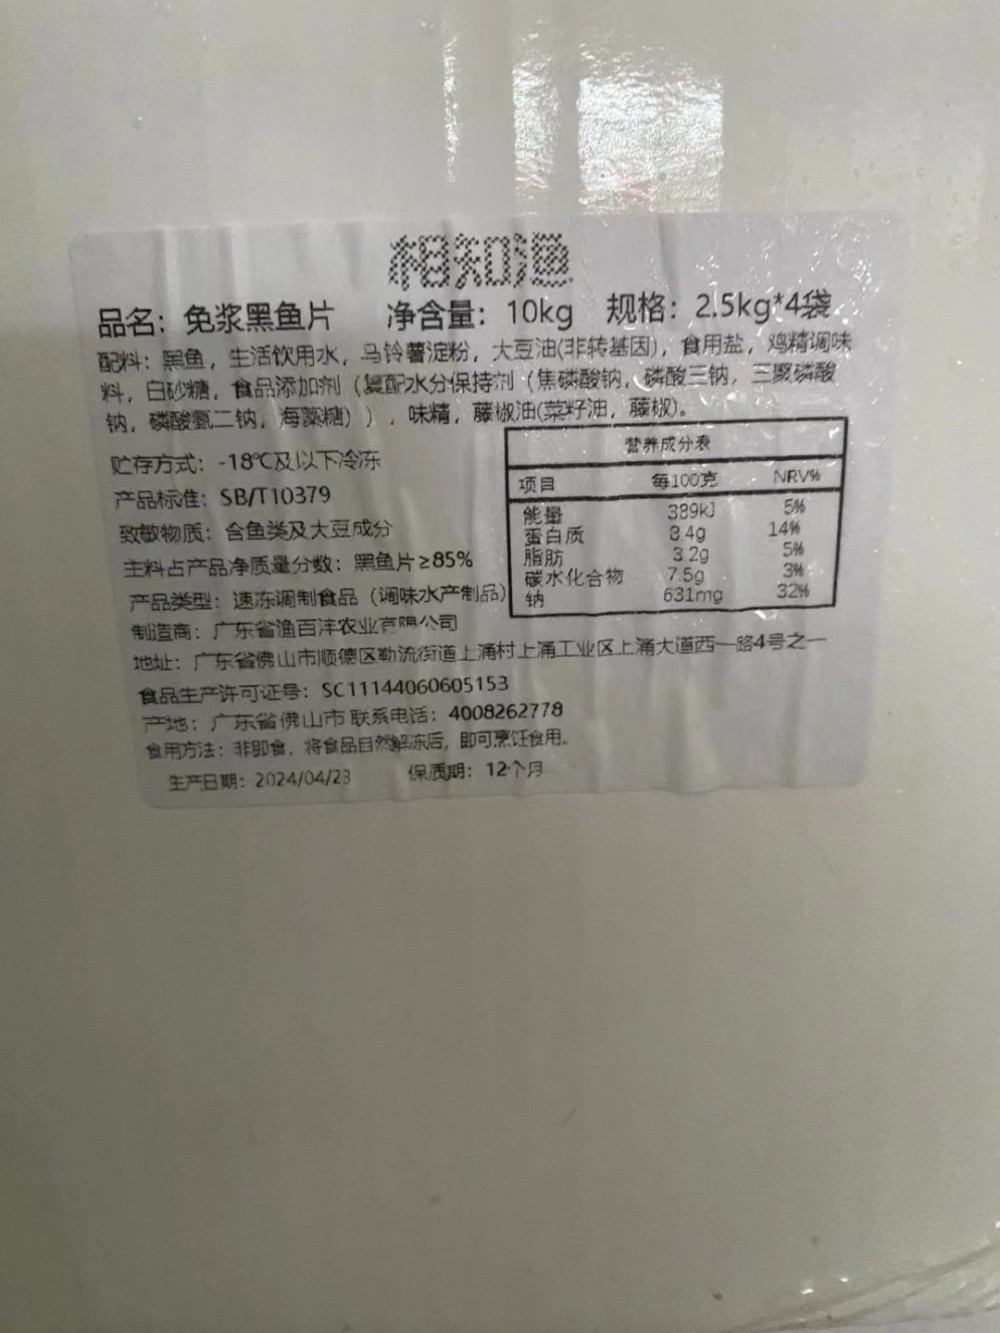 相知渔
品名：免浆黑鱼片 净含量：10kg 规格：2.5kg*4袋
配料：黑鱼，生活饮用水，马铃薯淀粉，大豆油(非转基因)，食用盐，鸡精调味
料，白砂糖，食品添加剂（复配水分保持剂（焦磷酸钠，磷酸三钠，三聚磷酸
钠，磷酸氢二钠，海藻糖）），味精，藤椒油(菜籽油，藤椒)。
贮存方式：-18℃及以下冷冻
产品标准：SB/T10379
致敏物质：含鱼类及大豆成分
主料占产品净质量分数：黑鱼片≥85%
产品类型：速冻调制食品（调味水产制品）
营养成分表
项目 每100克 NRV%
能量 389kJ 5%
蛋白质 8.4g 14%
脂肪 3.2g 5%
碳水化合物 7.5g 3%
钠 631mg 32%
制造商：广东省渔百沣农业有限公司
地址：广东省佛山市顺德区勒流街道上涌村上涌工业区上涌大道西一路4号之一
食品生产许可证号：SC11144060605153
产地：广东省佛山市 联系电话：4008262778
食用方法：非即食，将食品自然解冻后，即可烹饪食用。
生产日期：2024/04/23 保质期：12个月